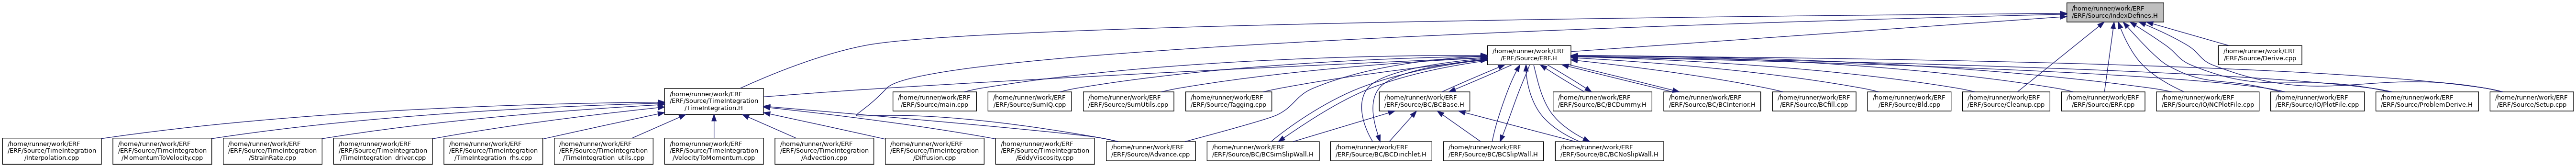 /home/runner/work/ERF
/ERF/Source/IndexDefines.H
/home/runner/work/ERF
/ERF/Source/ERF.H
/home/runner/work/ERF
/ERF/Source/Derive.cpp
/home/runner/work/ERF
/ERF/Source/TimeIntegration
/TimeIntegration.H
/home/runner/work/ERF
/ERF/Source/main.cpp
/home/runner/work/ERF
/ERF/Source/SumIQ.cpp
/home/runner/work/ERF
/ERF/Source/SumUtils.cpp
/home/runner/work/ERF
/ERF/Source/Tagging.cpp
/home/runner/work/ERF
/ERF/Source/BC/BCBase.H
/home/runner/work/ERF
/ERF/Source/BC/BCDummy.H
/home/runner/work/ERF
/ERF/Source/BC/BCInterior.H
/home/runner/work/ERF
/ERF/Source/BCfill.cpp
/home/runner/work/ERF
/ERF/Source/Bld.cpp
/home/runner/work/ERF
/ERF/Source/Cleanup.cpp
/home/runner/work/ERF
/ERF/Source/ERF.cpp
/home/runner/work/ERF
/ERF/Source/IO/NCPlotFile.cpp
/home/runner/work/ERF
/ERF/Source/IO/PlotFile.cpp
/home/runner/work/ERF
/ERF/Source/ProblemDerive.H
/home/runner/work/ERF
/ERF/Source/Setup.cpp
/home/runner/work/ERF
/ERF/Source/TimeIntegration
/Interpolation.cpp
/home/runner/work/ERF
/ERF/Source/TimeIntegration
/MomentumToVelocity.cpp
/home/runner/work/ERF
/ERF/Source/TimeIntegration
/StrainRate.cpp
/home/runner/work/ERF
/ERF/Source/TimeIntegration
/TimeIntegration_driver.cpp
/home/runner/work/ERF
/ERF/Source/TimeIntegration
/TimeIntegration_rhs.cpp
/home/runner/work/ERF
/ERF/Source/TimeIntegration
/TimeIntegration_utils.cpp
/home/runner/work/ERF
/ERF/Source/TimeIntegration
/VelocityToMomentum.cpp
/home/runner/work/ERF
/ERF/Source/TimeIntegration
/Advection.cpp
/home/runner/work/ERF
/ERF/Source/TimeIntegration
/Diffusion.cpp
/home/runner/work/ERF
/ERF/Source/TimeIntegration
/EddyViscosity.cpp
/home/runner/work/ERF
/ERF/Source/Advance.cpp
/home/runner/work/ERF
/ERF/Source/BC/BCSimSlipWall.H
/home/runner/work/ERF
/ERF/Source/BC/BCDirichlet.H
/home/runner/work/ERF
/ERF/Source/BC/BCSlipWall.H
/home/runner/work/ERF
/ERF/Source/BC/BCNoSlipWall.H